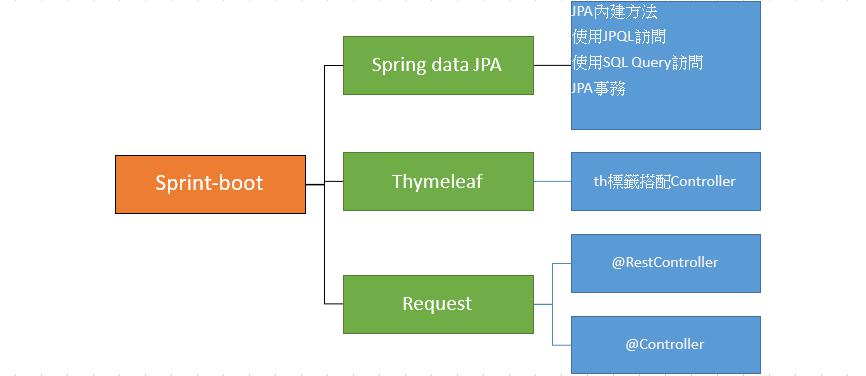 JPA內建方法
使用JPQL訪問
使用SQL Query訪問
JPA事務
Spring data JPA
Sprint-boot
Thymeleaf
th標籤搭配Controller
@RestController
Request
@Controller